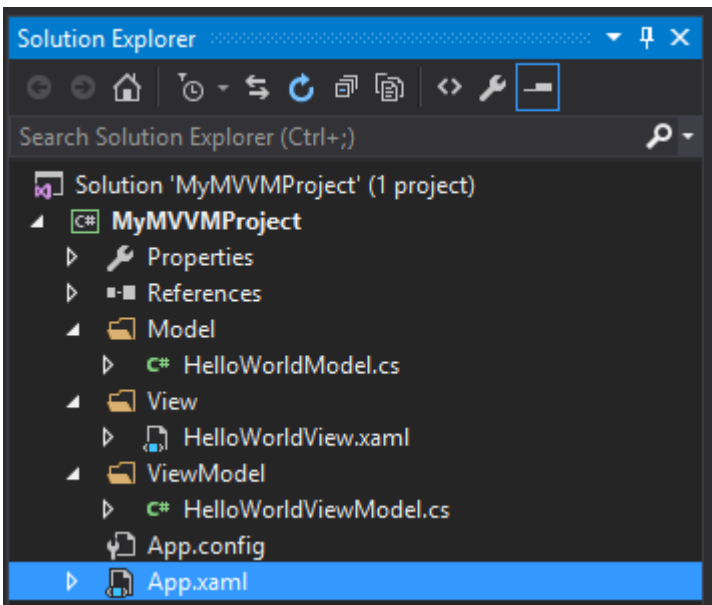 Solution Explorer
Search Solution Explorer (Ctrl+;)
Solution 'MyMVVMProject' (1 project)
C# MyMVVMProject
Properties
References
Model
C# HelloWorldModel.cs
View
HelloWorldView.xaml
ViewModel
C# HelloWorldViewModel.cs
App.config
App.xaml